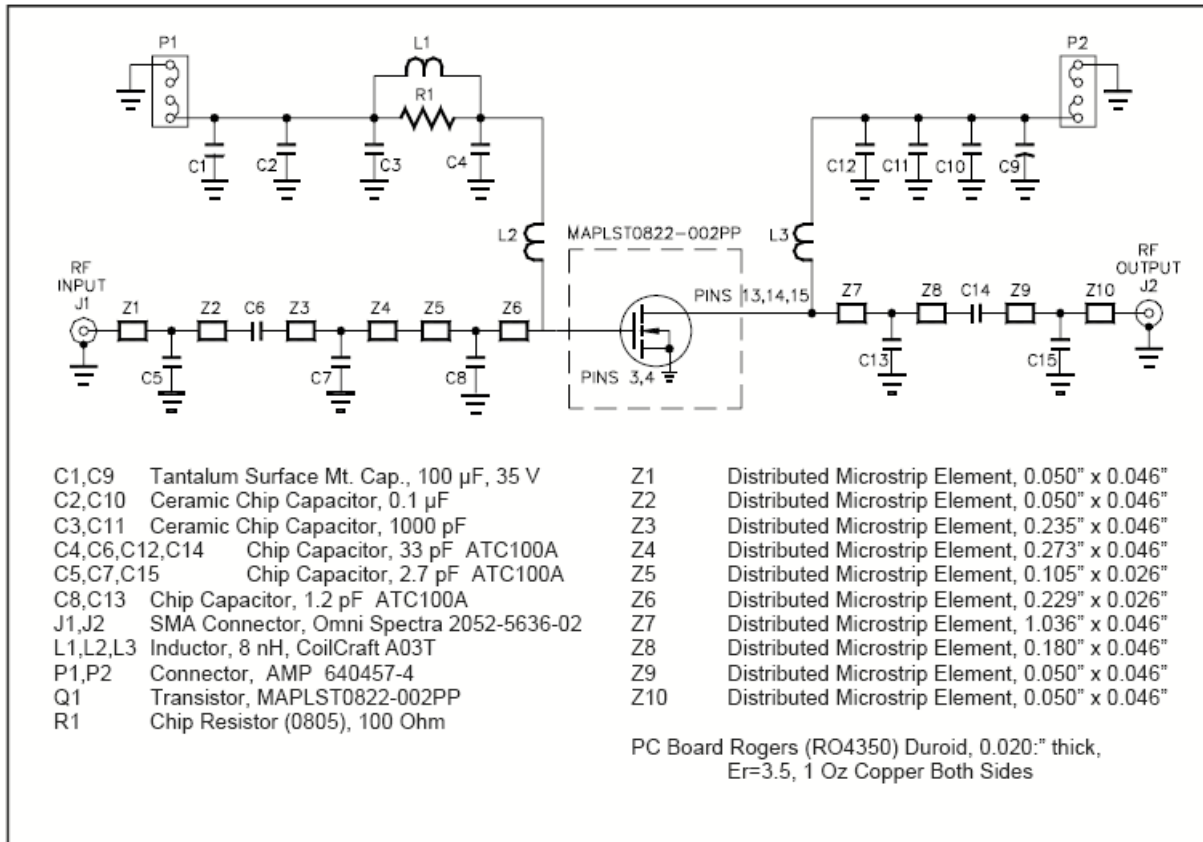 P1
L1
P2
R1
C1
C2
C3
C4
C12
C11
C10
C9
L2
MAPLST0822-002PP
L3
RF
INPUT
J1
RF
OUTPUT
J2
Z1
Z2
C6
Z3
Z4
Z5
Z6
PINS 13,14,15
Z7
Z8
C14
Z9
Z10
C5
C7
C8
PINS 3,4
C13
C15
C1,C9 Tantalum Surface Mt. Cap., 100 µF, 35 V
C2,C10 Ceramic Chip Capacitor, 0.1 µF
C3,C11 Ceramic Chip Capacitor, 1000 pF
C4,C6,C12,C14 Chip Capacitor, 33 pF ATC100A
C5,C7,C15 Chip Capacitor, 2.7 pF ATC100A
C8,C13 Chip Capacitor, 1.2 pF ATC100A
J1,J2 SMA Connector, Omni Spectra 2052-5636-02
L1,L2,L3 Inductor, 8 nH, CoilCraft A03T
P1,P2 Connector, AMP 640457-4
Q1 Transistor, MAPLST0822-002PP
R1 Chip Resistor (0805), 100 Ohm
Z1 Distributed Microstrip Element, 0.050" x 0.046"
Z2 Distributed Microstrip Element, 0.050" x 0.046"
Z3 Distributed Microstrip Element, 0.235" x 0.046"
Z4 Distributed Microstrip Element, 0.273" x 0.046"
Z5 Distributed Microstrip Element, 0.105" x 0.026"
Z6 Distributed Microstrip Element, 0.229" x 0.026"
Z7 Distributed Microstrip Element, 1.036" x 0.046"
Z8 Distributed Microstrip Element, 0.180" x 0.046"
Z9 Distributed Microstrip Element, 0.050" x 0.046"
Z10 Distributed Microstrip Element, 0.050" x 0.046"
PC Board Rogers (RO4350) Duroid, 0.020:" thick,
Er=3.5, 1 Oz Copper Both Sides